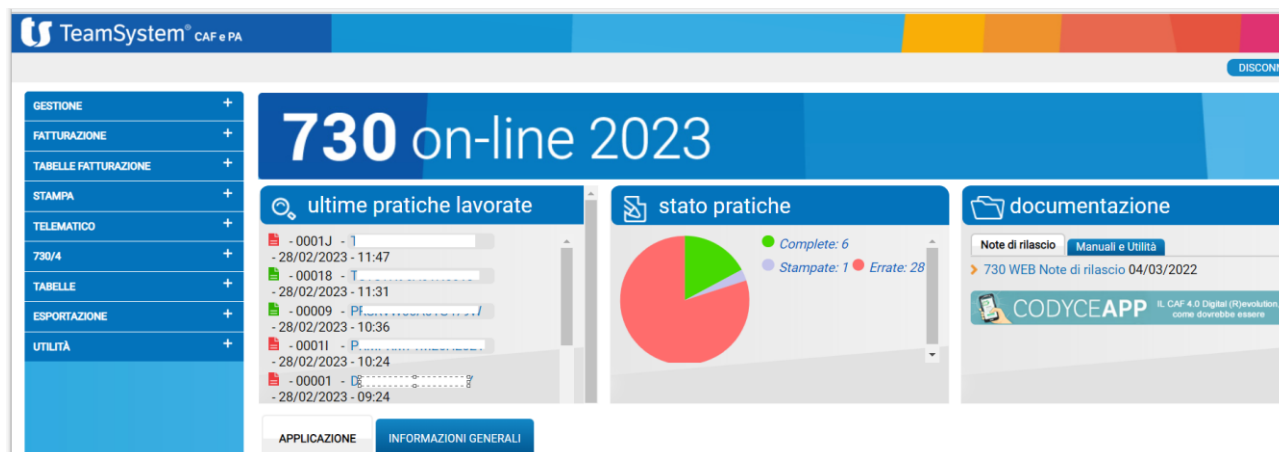 TeamSystem® CAF e PA
DISCONN
GESTIONE +
FATTURAZIONE +
TABELLE FATTURAZIONE +
STAMPA +
TELEMATICO +
730/4 +
TABELLE +
ESPORTAZIONE +
UTILITÀ +
730 on-line 2023
ultime pratiche lavorate
- 0001J -
- 28/02/2023 - 11:47
- 00018 -
- 28/02/2023 - 11:31
- 00009 -
- 28/02/2023 - 10:36
- 0001I -
- 28/02/2023 - 10:24
- 00001 -
- 28/02/2023 - 09:24
stato pratiche
Complete: 6
Stampate: 1 Errate: 28
documentazione
Note di rilascio Manuali e Utilità
730 WEB Note di rilascio 04/03/2022
CODYCEAPP
IL CAF 4.0 Digital (R)evolution,
come dovrebbe essere
APPLICAZIONE INFORMAZIONI GENERALI